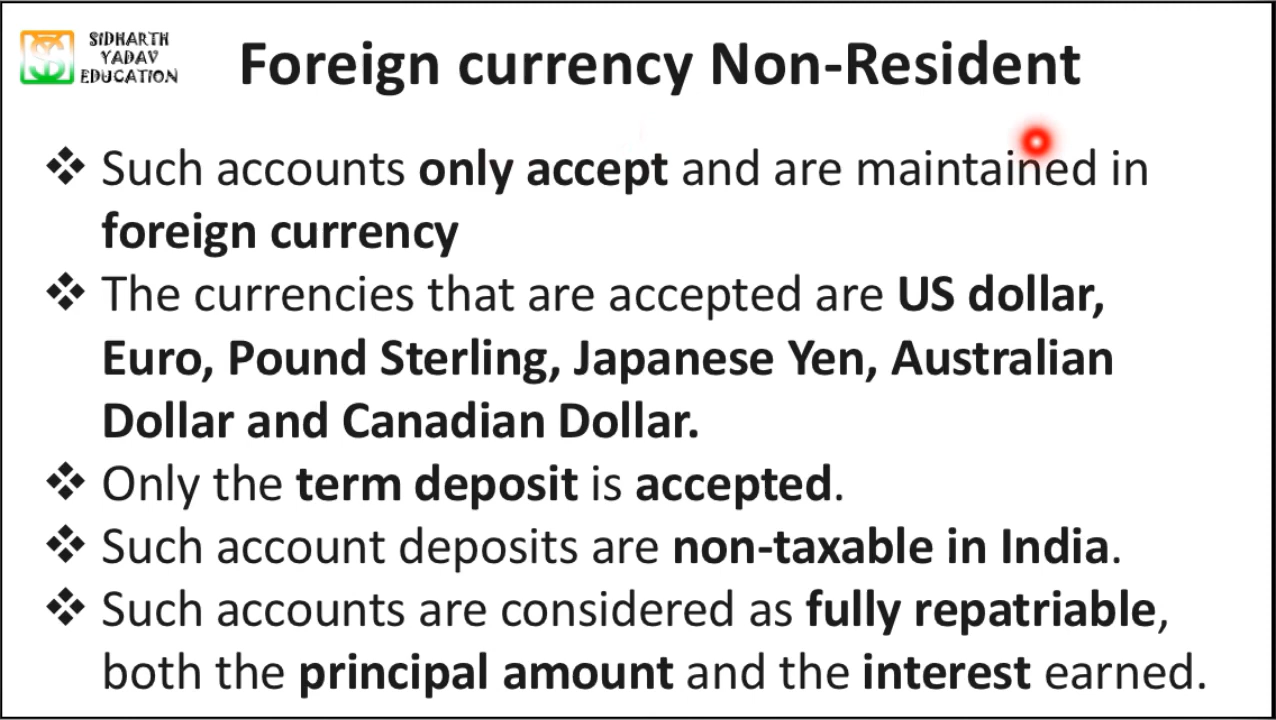 SIDHARTH
YADAV
EDUCATION
Foreign currency Non-Resident
❖ Such accounts only accept and are maintained in
foreign currency
❖ The currencies that are accepted are US dollar,
Euro, Pound Sterling, Japanese Yen, Australian
Dollar and Canadian Dollar.
❖ Only the term deposit is accepted.
❖ Such account deposits are non-taxable in India.
❖ Such accounts are considered as fully repatriable,
both the principal amount and the interest earned.